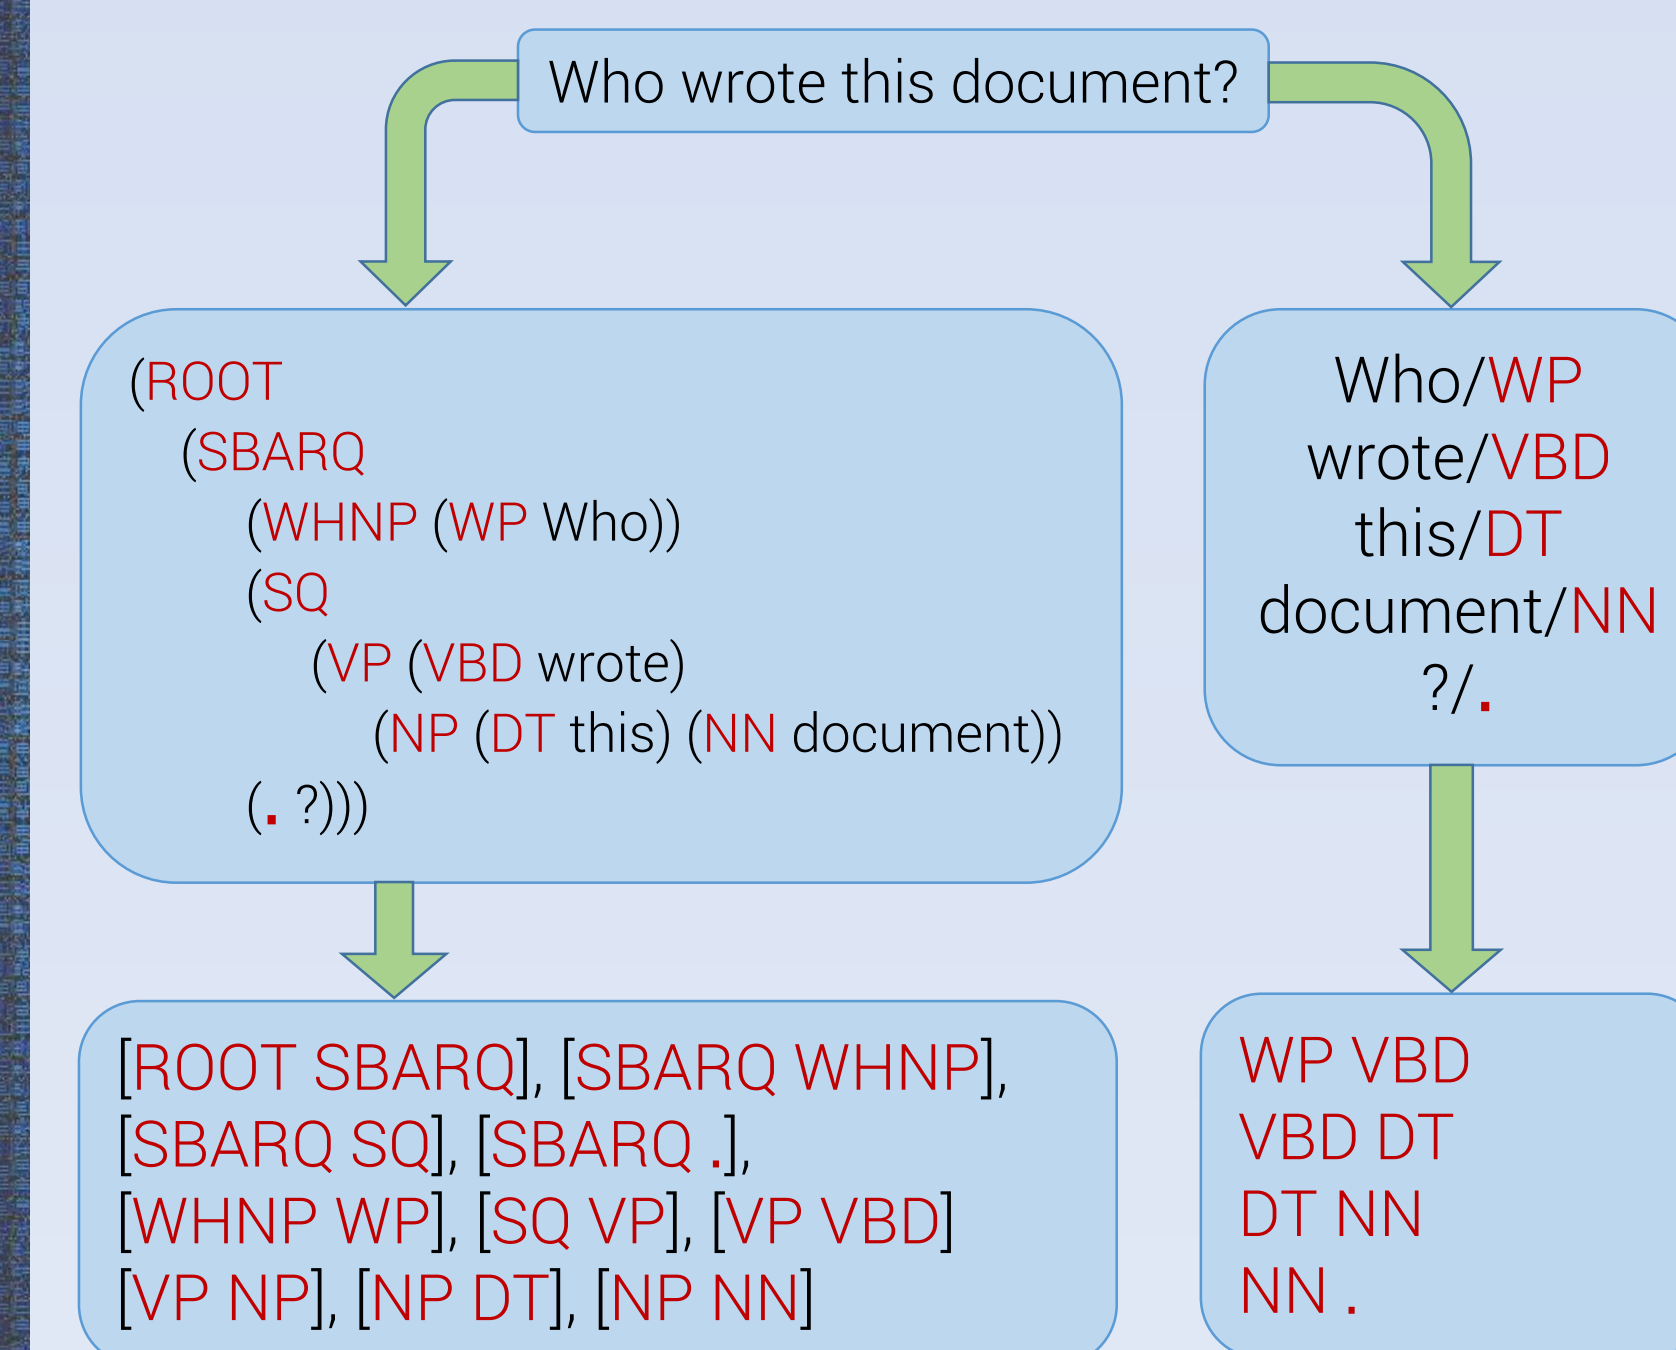 Who wrote this document?
(ROOT
(SBARQ
(WHNP (WP Who))
(SQ
(VP (VBD wrote)
(NP (DT this) (NN document))
(. ?)))
Who/WP
wrote/VBD
this/DT
document/NN
?/.
[ROOT SBARQ], [SBARQ WHNP],
[SBARQ SQ], [SBARQ .],
[WHNP WP], [SQ VP], [VP VBD]
[VP NP], [NP DT], [NP NN]
WP VBD
VBD DT
DT NN
NN .